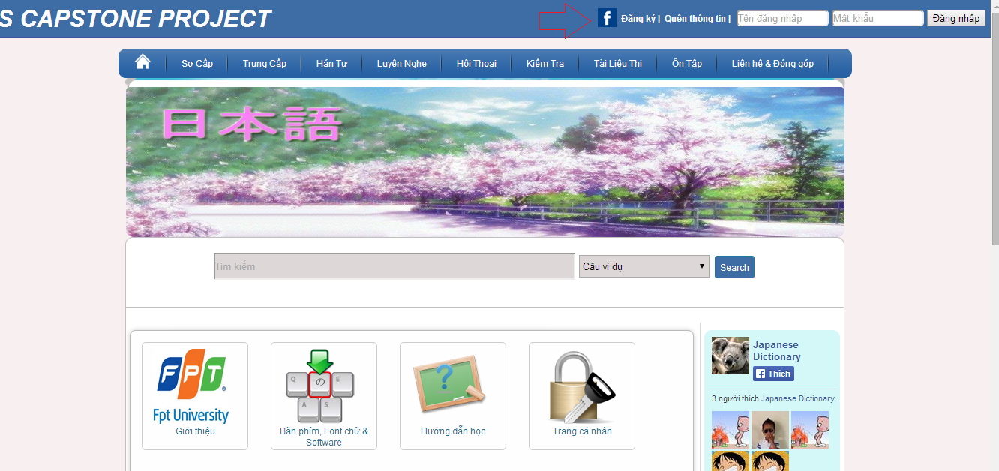 S CAPSTONE PROJECT
f Đăng ký | Quên thông tin | Tên đăng nhập Mật khẩu Đăng nhập
Sơ Cấp Trung Cấp Hán Tự Luyện Nghe Hội Thoại Kiểm Tra Tài Liệu Thi Ôn Tập Liên hệ & Đóng góp
日本語
Tìm kiếm Câu ví dụ Search
FPT
Fpt University
Giới thiệu
Q の E
A S
Bàn phím, Font chữ &
Software
?
Hướng dẫn học
Trang cá nhân
Japanese
Dictionary
f Thích
3 người thích Japanese Dictionary.